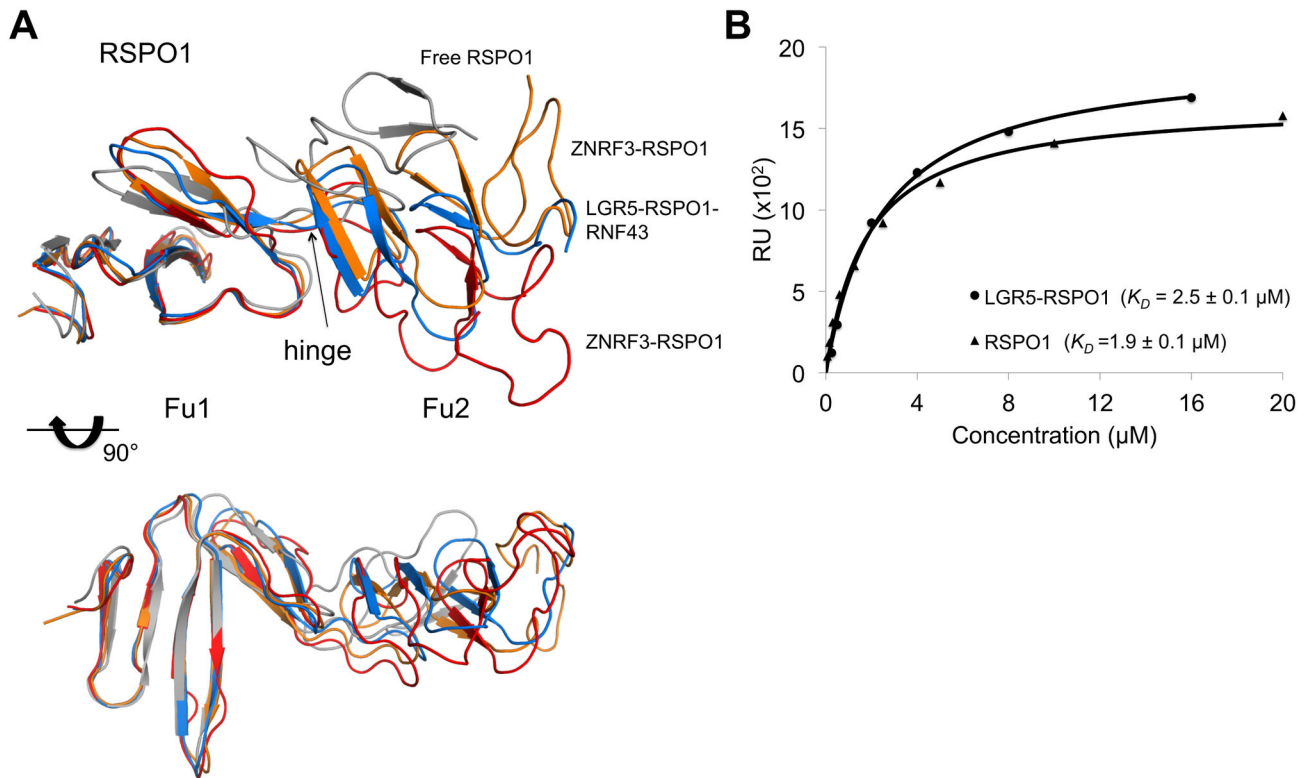 A
RSPO1
Free RSPO1
ZNRF3-RSPO1
LGR5-RSPO1-
RNF43
ZNRF3-RSPO1
hinge
Fu1
Fu2
90°
B
20
15
10
5
0
RU (x10²)
LGR5-RSPO1 (K_D = 2.5 ± 0.1 µM)
RSPO1 (K_D =1.9 ± 0.1 µM)
0 4 8 12 16 20
Concentration (µM)